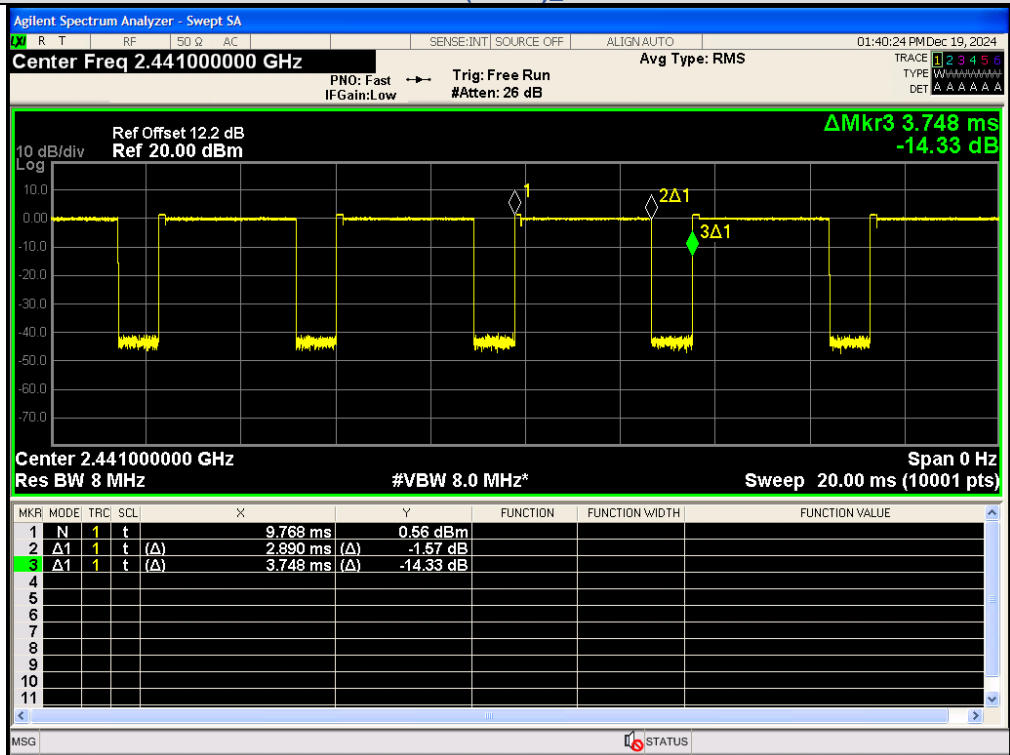 Agilent Spectrum Analyzer - Swept SA
LXI R T RF 50 Ω AC SENSE:INT SOURCE OFF ALIGN AUTO 01:40:24 PM Dec 19, 2024
Center Freq 2.441000000 GHz Avg Type: RMS TRACE 1 2 3 4 5 6
PNO: Fast Trig: Free Run TYPE W
IFGain:Low #Atten: 26 dB DET A A A A A A
ΔMkr3 3.748 ms
Ref Offset 12.2 dB
10 dB/div Ref 20.00 dBm -14.33 dB
Log
10.0
0.00
-10.0
-20.0
-30.0
-40.0
-50.0
-60.0
-70.0
1
2Δ1
3Δ1
Center 2.441000000 GHz Span 0 Hz
Res BW 8 MHz #VBW 8.0 MHz* Sweep 20.00 ms (10001 pts)
MKR MODE TRC SCL X Y FUNCTION FUNCTION WIDTH FUNCTION VALUE
1 N 1 t 9.768 ms 0.56 dBm
2 Δ1 1 t (Δ) 2.890 ms (Δ) -1.57 dB
3 Δ1 1 t (Δ) 3.748 ms (Δ) -14.33 dB
4
5
6
7
8
9
10
11
MSG STATUS